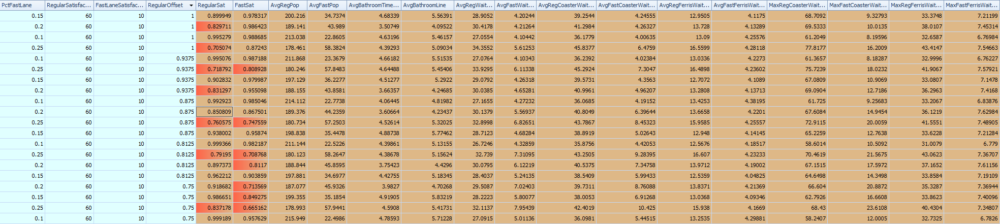 PctFastLane RegularSatisfac... FastLaneSatisfac... RegularOffset RegularSat FastSat AvgRegPop AvgFastPop AvgBathroomTime... AvgBathroomLine AvgRegWait... AvgFastWait... AvgRegCoasterWait... AvgFastCoasterWait... AvgRegFerrisWait... AvgFastFerrisWait... MaxRegCoasterWait... MaxFastCoasterWait... MaxRegFerrisWait... MaxFastFerrisWait...
0.15 60 10 1 0.899949 0.978317 200.216 34.7374 4.68339 5.56391 28.9052 4.20244 39.2544 4.24555 12.9505 4.1175 68.7092 9.32793 33.3748 7.21199
0.2 60 10 1 0.829711 0.986423 189.141 43.989 3.50749 4.09522 30.4178 4.21264 41.2984 4.26327 13.728 4.13289 69.5333 10.0135 38.0107 7.45314
0.1 60 10 1 0.995279 0.988685 213.038 22.8605 4.63196 5.46157 27.0554 4.10442 36.1779 4.00635 13.09 4.25576 61.2049 8.19596 32.6587 6.76984
0.25 60 10 1 0.705074 0.87243 178.461 58.3824 4.39293 5.09034 34.3552 5.61253 45.8377 6.4759 16.5599 4.28118 77.8177 16.2009 43.4147 7.54663
0.1 60 10 0.9375 0.995076 0.987188 211.868 23.3679 4.66182 5.51535 27.0764 4.10343 36.2392 4.02384 13.0336 4.2273 61.3657 8.18287 32.9996 6.76227
0.25 60 10 0.9375 0.718792 0.808928 180.246 57.8483 4.64488 5.45406 33.9295 6.11338 45.2924 7.3047 16.4898 4.23602 75.7239 18.0232 41.9067 7.57921
0.15 60 10 0.9375 0.902832 0.979987 197.129 36.2277 4.51277 5.2922 29.0792 4.26318 39.5731 4.3563 12.7072 4.1089 67.0809 10.9069 33.0807 7.1478
0.2 60 10 0.9375 0.831297 0.955098 188.155 43.8581 3.66357 4.24685 30.0385 4.65281 40.9961 4.96207 13.2808 4.13713 69.0904 12.7186 36.2963 7.4168
0.1 60 10 0.875 0.992923 0.985046 214.112 22.7738 4.06445 4.81982 27.1655 4.27232 36.0685 4.19152 13.4253 4.38195 61.725 9.25683 33.2067 6.83876
0.2 60 10 0.875 0.850809 0.867501 189.376 44.2359 3.60664 4.23437 30.1379 5.56937 40.8049 6.39644 13.6658 4.2201 67.6084 14.9454 36.1219 7.62984
0.25 60 10 0.875 0.760575 0.747559 180.734 57.2503 4.52614 5.32025 32.8998 6.82651 43.7867 8.45323 15.9585 4.25557 72.9115 20.0059 41.5551 7.48905
0.15 60 10 0.875 0.938002 0.95874 198.838 35.4478 4.88738 5.77462 28.7123 4.68284 38.8919 5.02643 12.948 4.14145 65.2259 12.7638 33.6228 7.21284
0.1 60 10 0.8125 0.999366 0.982187 211.144 22.5226 4.39861 5.13155 26.7246 4.32859 35.8756 4.42053 12.5676 4.18517 58.6014 10.5092 31.0079 6.779
0.25 60 10 0.8125 0.79195 0.708768 180.123 58.2647 4.38678 5.15624 32.739 7.31095 43.2505 9.28395 16.607 4.23233 70.4619 21.5675 43.0623 7.36707
0.2 60 10 0.8125 0.897373 0.8117 188.844 45.8595 3.75423 4.4296 30.0795 6.12219 40.5375 7.34758 13.9712 4.19002 67.1515 17.5972 37.1652 7.61156
0.15 60 10 0.8125 0.962212 0.903859 197.881 34.6977 4.42755 5.18345 28.4037 5.24135 38.5409 5.99433 12.5359 4.04825 64.6498 14.3498 33.8584 7.19109
0.2 60 10 0.75 0.918682 0.713569 187.077 45.9326 3.9827 4.70268 29.5087 7.02403 39.7311 8.76088 13.8371 4.21369 66.604 20.8872 35.3287 7.36944
0.15 60 10 0.75 0.986651 0.849275 199.355 35.1854 4.91905 5.83219 28.2223 5.80077 38.0053 6.91268 13.0368 4.09346 62.7926 16.6608 33.8623 7.40096
0.25 60 10 0.75 0.837178 0.665162 178.993 57.9441 4.5908 5.41731 32.1137 7.95439 42.4019 10.425 15.938 4.1669 68.43 23.6108 40.4304 7.34807
0.1 60 10 0.75 0.999189 0.957629 215.949 22.4986 4.78593 5.71228 27.0915 5.01136 36.0981 5.44515 13.2535 4.29881 58.2407 12.0005 32.7325 6.7826